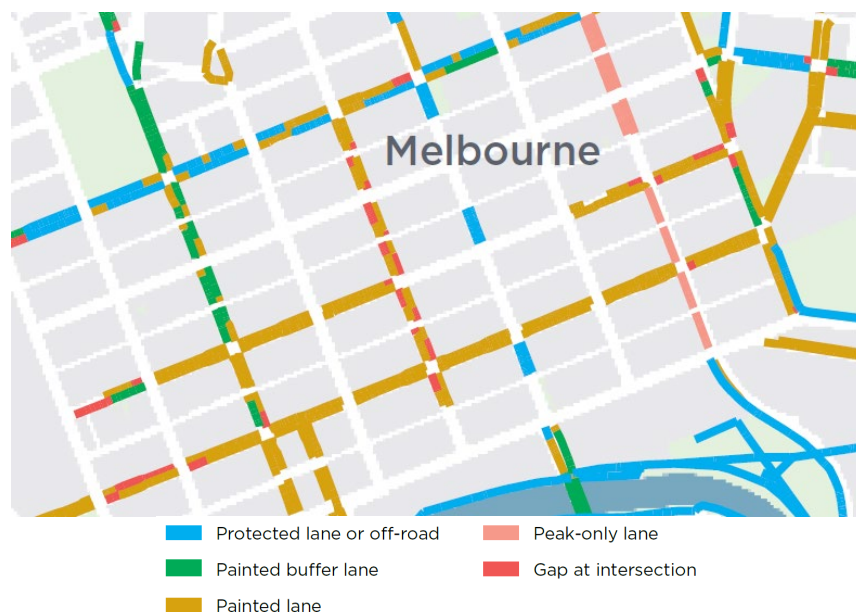 Melbourne
Protected lane or off-road
Peak-only lane
Painted buffer lane
Gap at intersection
Painted lane